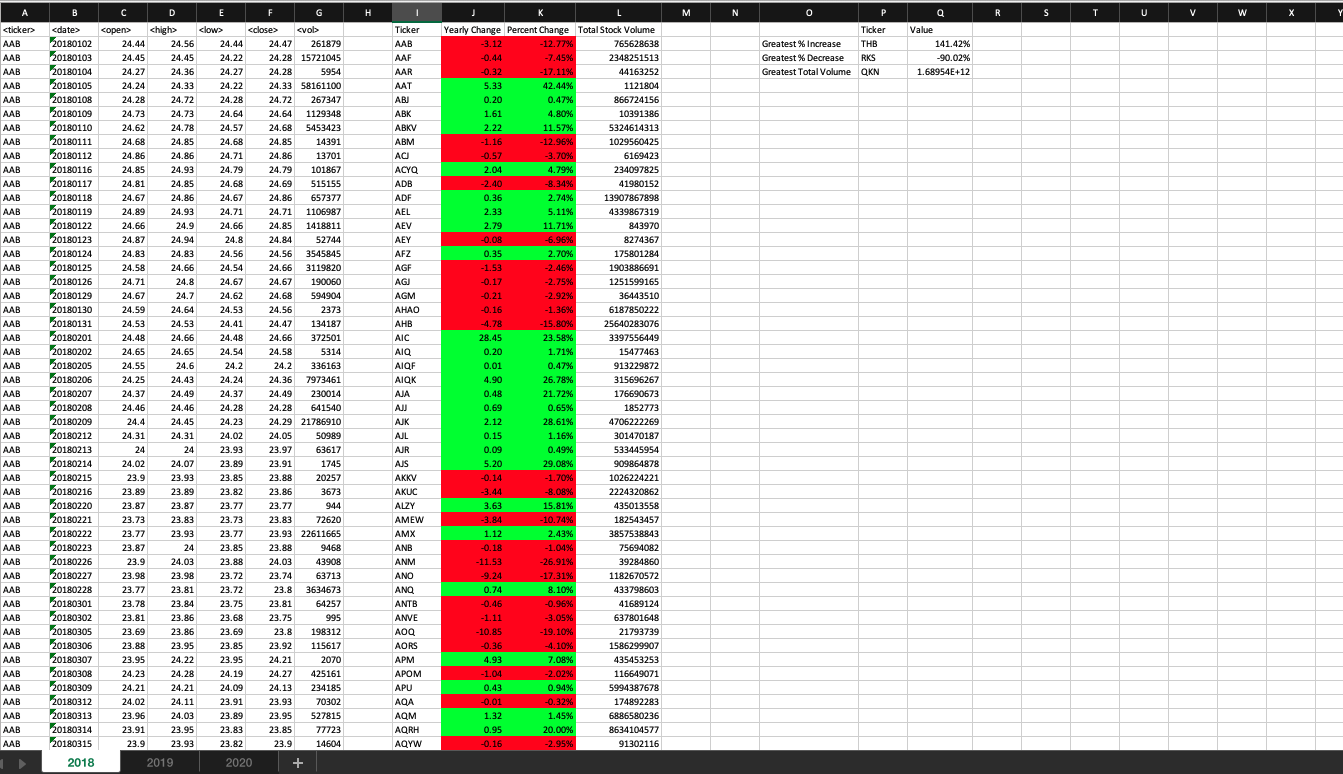 A B C D E F G H I J K L M N O P Q R S T U V W X Y
<ticker> <date> <open> <high> <low> <close> <vol> Ticker Yearly Change Percent Change Total Stock Volume Ticker Value
AAB 20180102 24.44 24.56 24.44 24.47 261879 AAB -3.12 -12.77% 765628638 Greatest % Increase THB 141.42%
AAB 20180103 24.45 24.45 24.22 24.28 15721045 AAF -0.44 -7.45% 2348251513 Greatest % Decrease RKS -90.02%
AAB 20180104 24.27 24.36 24.27 24.28 5954 AAR -0.32 -17.11% 44163252 Greatest Total Volume QKN 1.68954E+12
AAB 20180105 24.24 24.33 24.22 24.33 58161100 AAT 5.33 42.44% 1121804
AAB 20180108 24.28 24.72 24.28 24.72 267347 ABJ 0.20 0.47% 866724156
AAB 20180109 24.73 24.73 24.64 24.64 1129348 ABK 1.61 4.80% 10391386
AAB 20180110 24.62 24.78 24.57 24.68 5453423 ABKV 2.22 11.57% 5324614313
AAB 20180111 24.68 24.85 24.68 24.85 14391 ABM -1.16 -12.96% 1029560425
AAB 20180112 24.86 24.86 24.71 24.86 13701 ACJ -0.57 -3.70% 6169423
AAB 20180116 24.85 24.93 24.79 24.79 101867 ACYQ 2.04 4.79% 234097825
AAB 20180117 24.81 24.85 24.68 24.69 515155 ADB -2.40 -8.34% 41980152
AAB 20180118 24.67 24.86 24.67 24.86 657377 ADF 0.36 2.74% 13907867898
AAB 20180119 24.89 24.93 24.71 24.71 1106987 AEL 2.33 5.11% 4339867319
AAB 20180122 24.66 24.9 24.66 24.85 1418811 AEV 2.79 11.71% 843970
AAB 20180123 24.87 24.94 24.8 24.84 52744 AEY -0.08 -6.96% 8274367
AAB 20180124 24.83 24.83 24.56 24.56 3545845 AFZ 0.35 2.70% 175801284
AAB 20180125 24.58 24.66 24.54 24.66 3119820 AGF -1.53 -2.46% 1903886691
AAB 20180126 24.71 24.8 24.67 24.67 190060 AGJ -0.17 -2.75% 1251599165
AAB 20180129 24.67 24.7 24.62 24.68 594904 AGM -0.21 -2.92% 36443510
AAB 20180130 24.59 24.64 24.53 24.56 2373 AHAO -0.16 -1.36% 6187850222
AAB 20180131 24.53 24.53 24.41 24.47 134187 AHB -4.78 -15.80% 25640283076
AAB 20180201 24.48 24.66 24.48 24.66 372501 AIC 28.45 23.58% 3397556449
AAB 20180202 24.65 24.65 24.54 24.58 5314 AIQ 0.20 1.71% 15477463
AAB 20180205 24.55 24.6 24.2 24.2 336163 AIQF 0.01 0.47% 913229872
AAB 20180206 24.25 24.43 24.24 24.36 7973461 AIQK 4.90 26.78% 315696267
AAB 20180207 24.37 24.49 24.37 24.49 230014 AJA 0.48 21.72% 176690673
AAB 20180208 24.46 24.46 24.28 24.28 641540 AJJ 0.69 0.65% 1852773
AAB 20180209 24.4 24.45 24.23 24.29 21786910 AJK 2.12 28.61% 4706222269
AAB 20180212 24.31 24.31 24.02 24.05 50989 AJL 0.15 1.16% 301470187
AAB 20180213 24 24 23.93 23.97 63617 AJR 0.09 0.49% 533445954
AAB 20180214 24.02 24.07 23.89 23.91 1745 AJS 5.20 29.08% 909864878
AAB 20180215 23.9 23.93 23.85 23.88 20257 AKKV -0.14 -1.70% 1026224221
AAB 20180216 23.89 23.89 23.82 23.86 3673 AKUC -3.44 -8.08% 2224320862
AAB 20180220 23.87 23.87 23.77 23.77 944 ALZY 3.63 15.81% 435013558
AAB 20180221 23.73 23.83 23.73 23.83 72620 AMEW -3.84 -10.74% 182543457
AAB 20180222 23.77 23.93 23.77 23.93 22611665 AMX 1.12 2.43% 3857538843
AAB 20180223 23.87 24 23.85 23.88 9468 ANB -0.18 -1.04% 75694082
AAB 20180226 23.9 24.03 23.88 24.03 43908 ANM -11.53 -26.91% 39284860
AAB 20180227 23.98 23.98 23.72 23.74 63713 ANO -9.24 -17.31% 1182670572
AAB 20180228 23.77 23.81 23.72 23.8 3634673 ANQ 0.74 8.10% 433798603
AAB 20180301 23.78 23.84 23.75 23.81 64257 ANTB -0.46 -0.96% 41689124
AAB 20180302 23.81 23.86 23.68 23.75 995 ANVE -1.11 -3.05% 637801648
AAB 20180305 23.69 23.86 23.69 23.8 198312 AOQ -10.85 -19.10% 21793739
AAB 20180306 23.88 23.95 23.85 23.92 115617 AORS -0.36 -4.10% 1586299907
AAB 20180307 23.95 24.22 23.95 24.21 2070 APM 4.93 7.08% 435453253
AAB 20180308 24.23 24.28 24.19 24.27 425161 APOM -1.04 -2.02% 116649071
AAB 20180309 24.21 24.21 24.09 24.13 234185 APU 0.43 0.94% 5994387678
AAB 20180312 24.02 24.11 23.91 23.93 70302 AQA -0.01 -0.32% 174892283
AAB 20180313 23.96 24.03 23.89 23.95 527815 AQM 1.32 1.45% 6886580236
AAB 20180314 23.91 23.95 23.83 23.85 77723 AQRH 0.95 20.00% 8634104577
AAB 20180315 23.9 23.93 23.82 23.9 14604 AQYW -0.16 -2.95% 91302116
2018 2019 2020 +